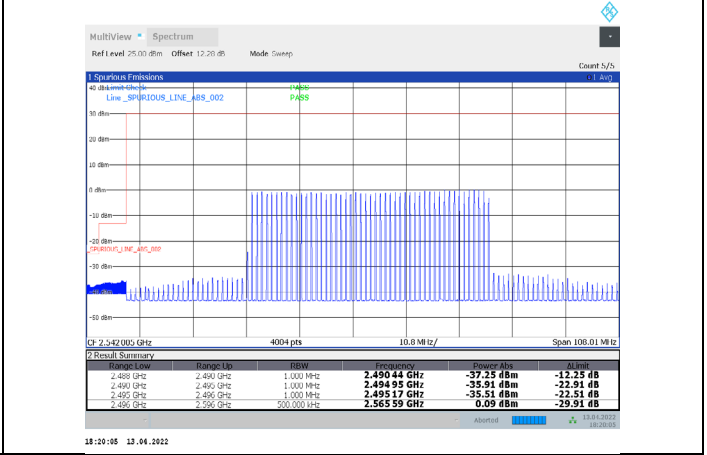 MultiView Spectrum
Ref Level 25.00 dBm Offset 12.28 dB Mode Sweep
Count 5/5
1 Spurious Emissions 1 Avg
40 dBm Limit Check PASS
Line _SPURIOUS_LINE_ABS_002 PASS
30 dBm
20 dBm
10 dBm
0 dBm
-10 dBm
-20 dBm
_SPURIOUS_LINE_ABS_002
-30 dBm
-40 dBm
-50 dBm
CF 2.542005 GHz 4004 pts 10.8 MHz/ Span 108.01 MHz
2 Result Summary
Range Low Range Up RBW Frequency Power Abs ΔLimit
2.488 GHz 2.490 GHz 1.000 MHz 2.490 44 GHz -37.25 dBm -12.25 dB
2.490 GHz 2.495 GHz 1.000 MHz 2.494 95 GHz -35.91 dBm -22.91 dB
2.495 GHz 2.496 GHz 1.000 MHz 2.495 17 GHz -35.51 dBm -22.51 dB
2.496 GHz 2.596 GHz 500.000 kHz 2.565 59 GHz 0.09 dBm -29.91 dB
Aborted 13.04.2022
18:20:05
18:20:05 13.04.2022